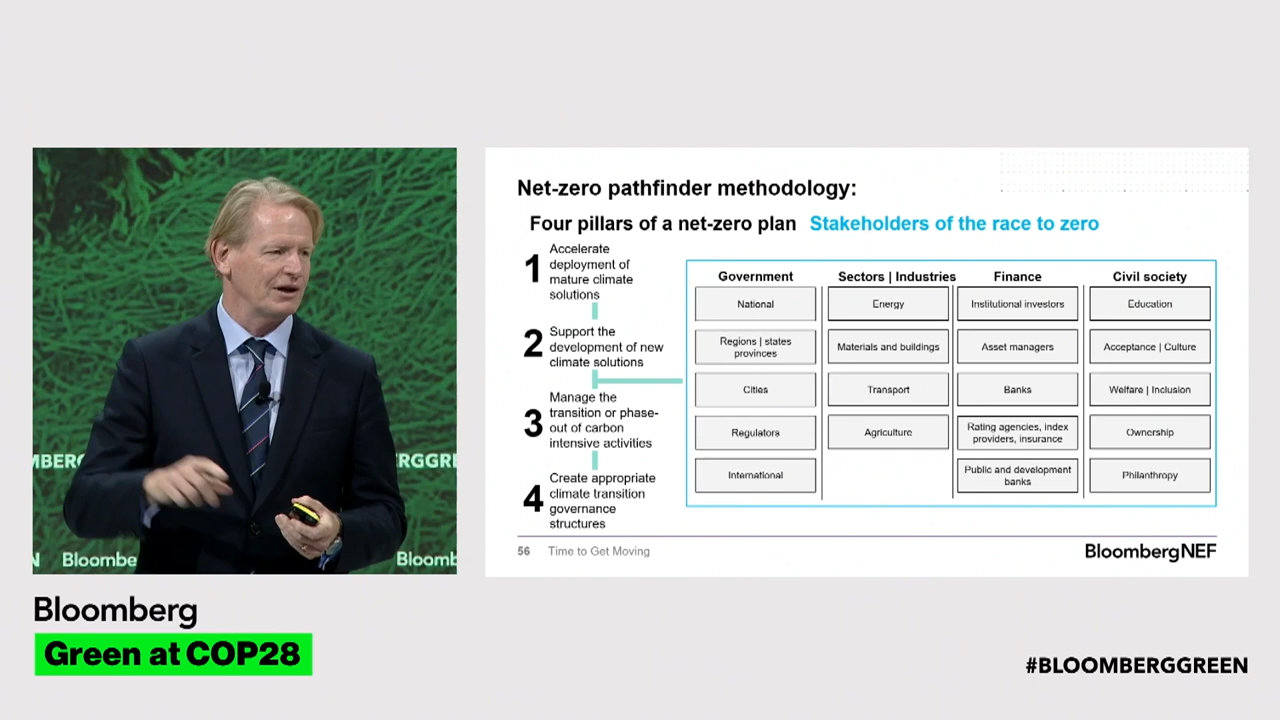 Net-zero pathfinder methodology:
Four pillars of a net-zero plan Stakeholders of the race to zero
1 Accelerate
deployment of
mature climate
solutions
2 Support the
development of new
climate solutions
3 Manage the
transition or phase-
out of carbon
intensive activities
4 Create appropriate
climate transition
governance
structures
Government
National
Regions | states
provinces
Cities
Regulators
International
Sectors | Industries
Energy
Materials and buildings
Transport
Agriculture
Finance
Institutional investors
Asset managers
Banks
Rating agencies, index
providers, insurance
Public and development
banks
Civil society
Education
Acceptance | Culture
Welfare | Inclusion
Ownership
Philanthropy
56 Time to Get Moving
BloombergNEF
MBERG
ERGGRE
N Bloombe
Bloomb
Bloomberg
Green at COP28
#BLOOMBERGGREEN